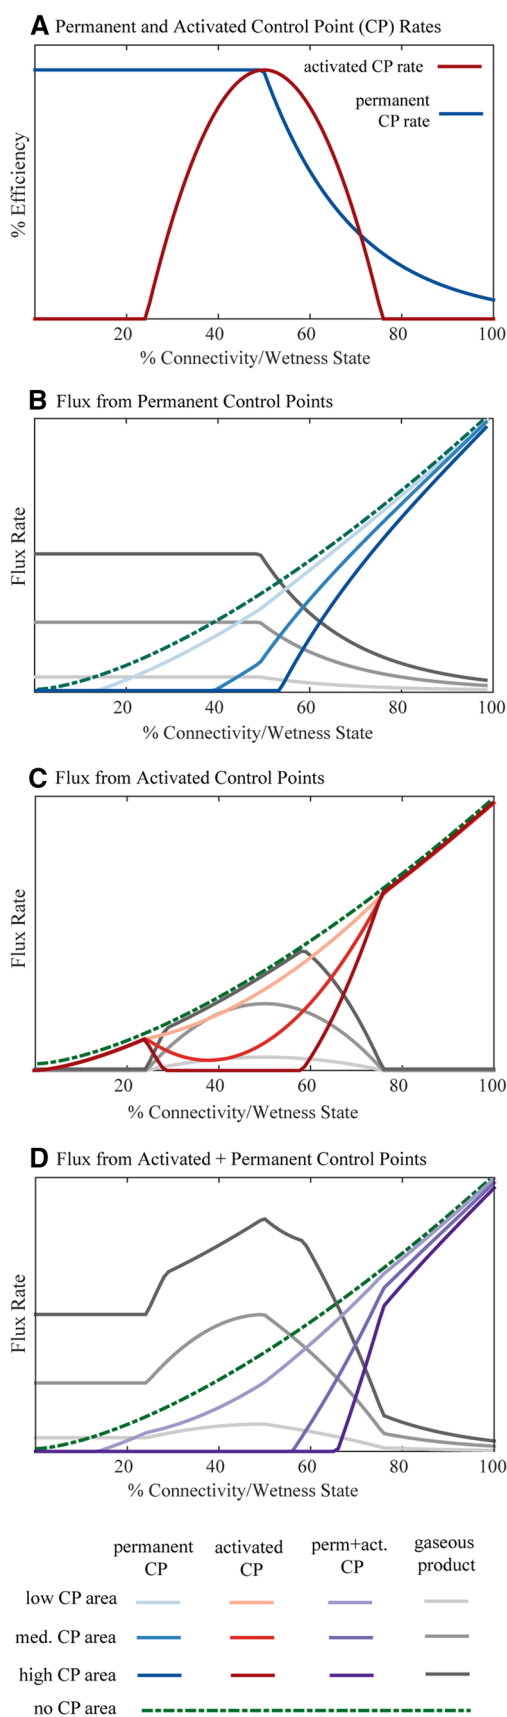 A Permanent and Activated Control Point (CP) Rates
activated CP rate
permanent
CP rate
% Efficiency
20 40 60 80 100
% Connectivity/Wetness State
B Flux from Permanent Control Points
Flux Rate
20 40 60 80 100
% Connectivity/Wetness State
C Flux from Activated Control Points
Flux Rate
20 40 60 80 100
% Connectivity/Wetness State
D Flux from Activated + Permanent Control Points
Flux Rate
20 40 60 80 100
% Connectivity/Wetness State
permanent CP
activated CP
perm+act. CP
gaseous product
low CP area
med. CP area
high CP area
no CP area